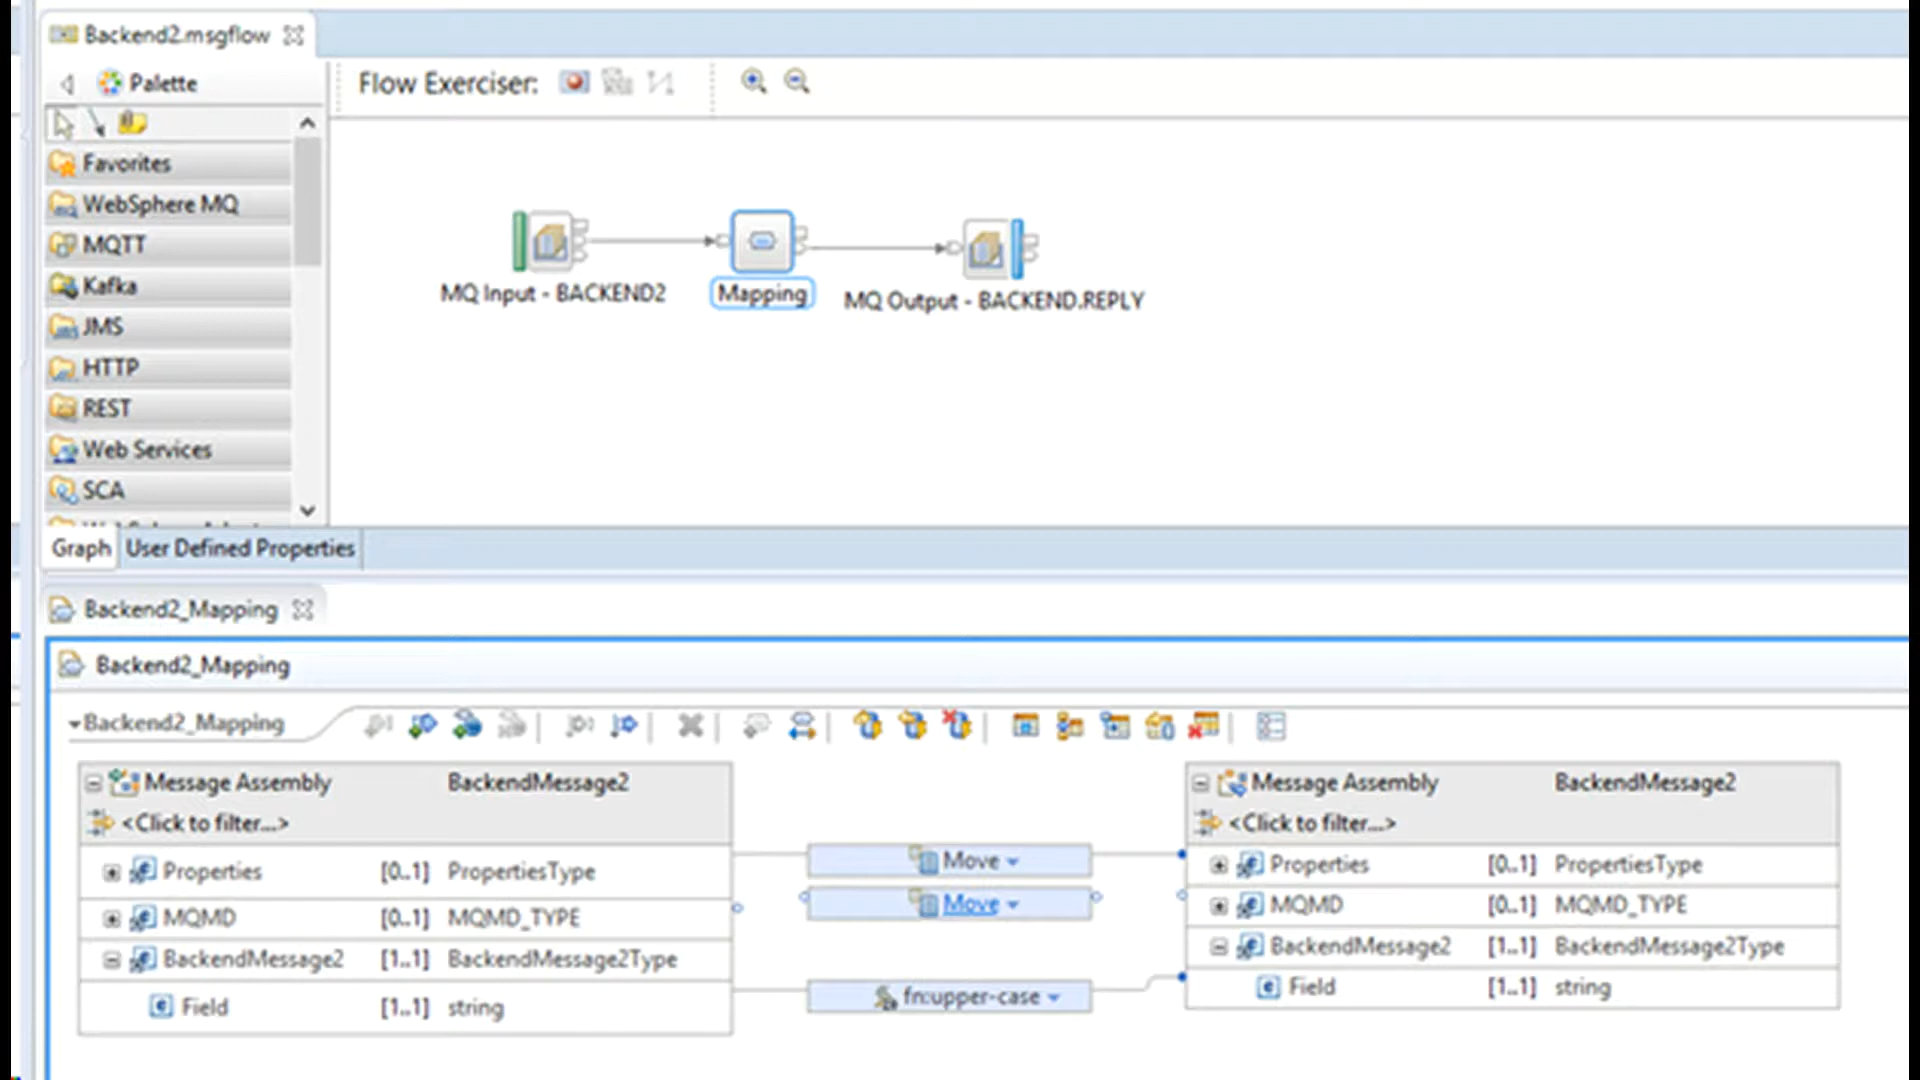 Backend2.msgflow
Palette
Flow Exerciser:
Favorites
WebSphere MQ
MQTT
Kafka
JMS
HTTP
REST
Web Services
SCA
MQ Input - BACKEND2
Mapping
MQ Output - BACKEND.REPLY
Graph User Defined Properties
Backend2_Mapping
Backend2_Mapping
Backend2_Mapping
Message Assembly BackendMessage2
<Click to filter...>
Properties [0..1] PropertiesType
MQMD [0..1] MQMD_TYPE
BackendMessage2 [1..1] BackendMessage2Type
Field [1..1] string
Move
Move
fn:upper-case
Message Assembly BackendMessage2
<Click to filter...>
Properties [0..1] PropertiesType
MQMD [0..1] MQMD_TYPE
BackendMessage2 [1..1] BackendMessage2Type
Field [1..1] string